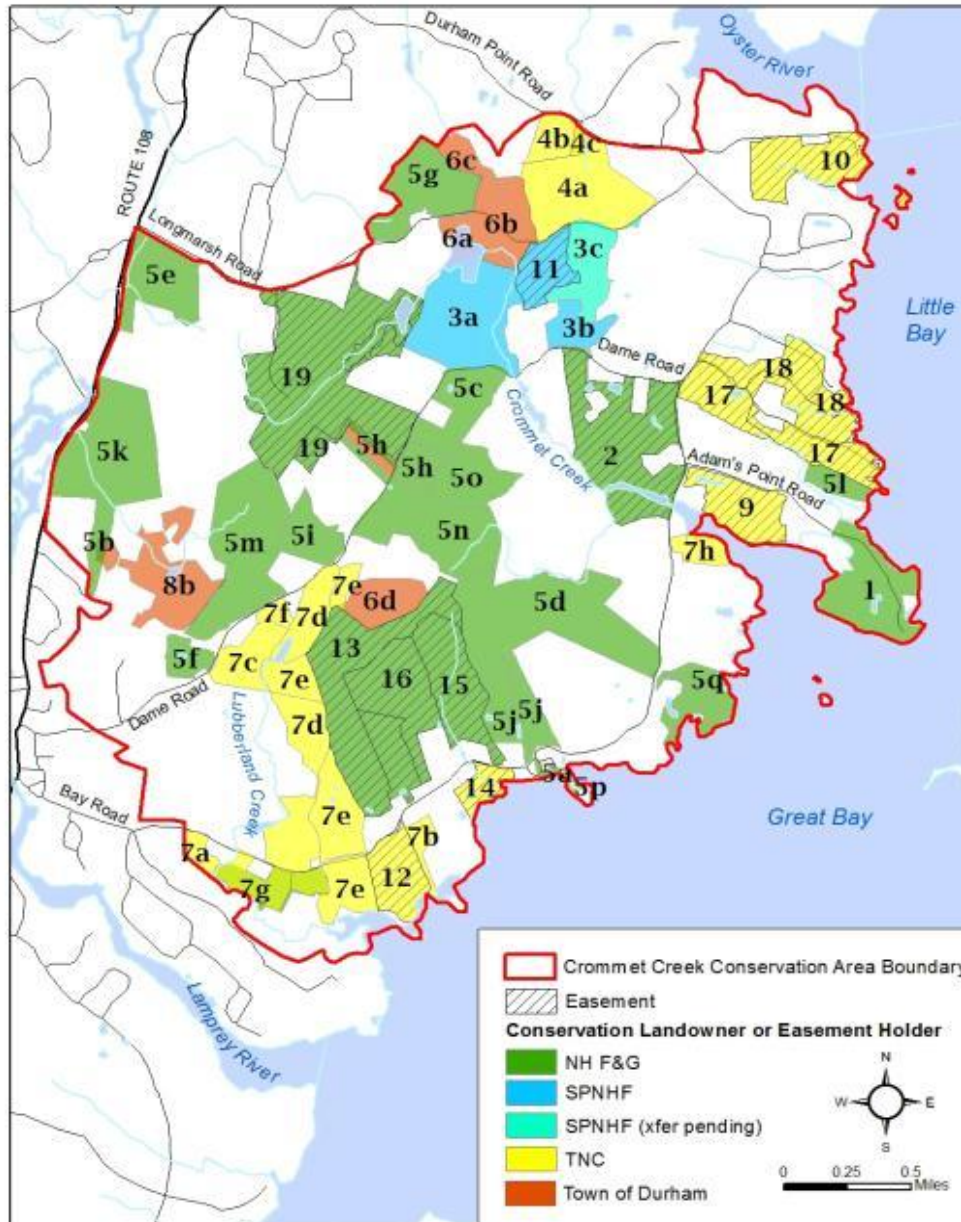 Oyster River
Durham Point Road
ROUTE 108
4b
4c
6c
10
5g
4a
6b
Longmarsh Road
6a
3c
11
5e
Little
Bay
3a
3b
Dame Road
18
19
17
18
5c
Crommet Creek
5k
19
5h
5h
5o
2
17
Adam's Point Road
5l
9
5b
5m
5i
5n
7h
8b
7e
6d
5d
1
7f
7d
13
5f
7c
7e
16
15
5q
Dame Road
Lubberland Creek
7d
5j
5j
5a
5p
14
Bay Road
7e
7b
Great Bay
7a
12
7g
7e
Lamprey River
Crommet Creek Conservation Area Boundary
Easement
Conservation Landowner or Easement Holder
NH F&G
SPNHF
SPNHF (xfer pending)
TNC
Town of Durham
N
W
E
S
0 0.25 0.5
Miles